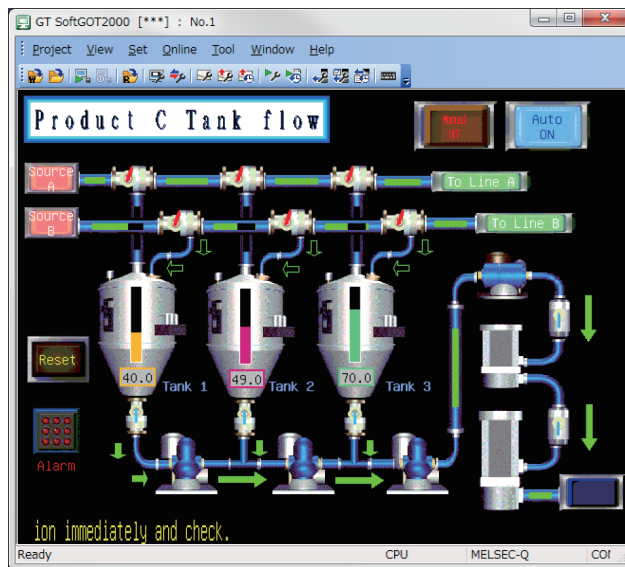 GT SoftGOT2000 [***] : No.1
Project View Set Online Tool Window Help
Product C Tank flow
Manual
OFF
Auto
ON
Source
A
To Line A
Source
B
To Line B
Reset
40.0
Tank 1
49.0
Tank 2
70.0
Tank 3
Alarm
ion immediately and check.
Ready
CPU
MELSEC-Q